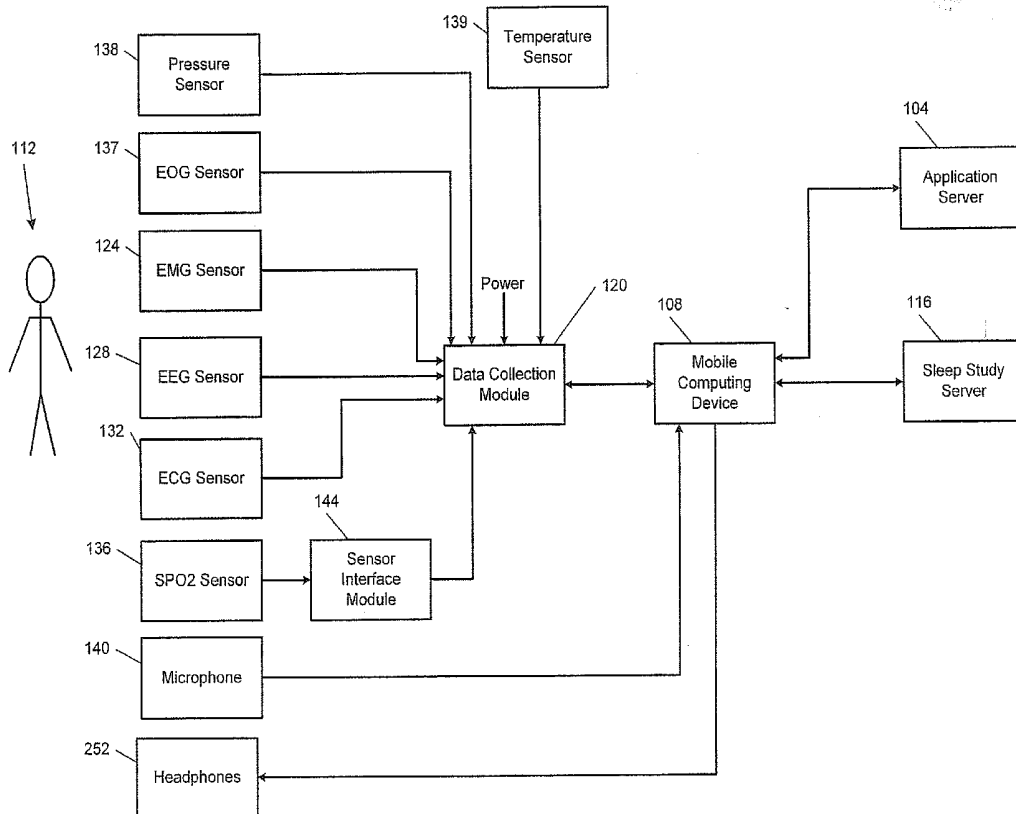 138
Pressure
Sensor
139
Temperature
Sensor
112
137
EOG Sensor
104
Application
Server
124
EMG Sensor
Power
120
108
116
128
EEG Sensor
Data Collection
Module
Mobile
Computing
Device
Sleep Study
Server
132
ECG Sensor
144
136
SPO2 Sensor
Sensor
Interface
Module
140
Microphone
252
Headphones